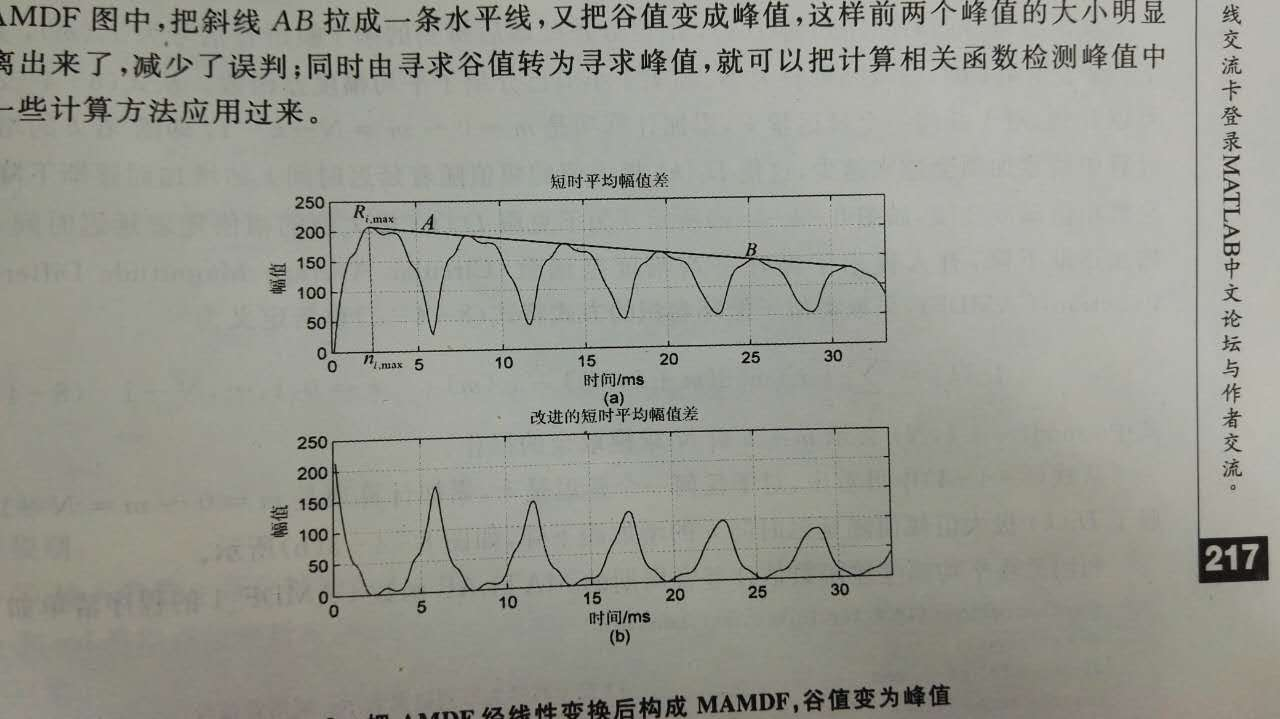 AMDF 图中,把斜线 AB 拉成一条水平线,又把谷值变成峰值,这样前两个峰值的大小明显
离出来了,减少了误判;同时由寻求谷值转为寻求峰值,就可以把计算相关函数检测峰值中
一些计算方法应用过来。
短时平均幅值差
250
200
150
100
50
0
幅值
R i,max
A
B
n i,max
5
10
15
20
25
30
时间/ms
(a)
改进的短时平均幅值差
250
200
150
100
50
0
幅值
0
5
10
15
20
25
30
时间/ms
(b)
把 AMDF 经线性变换后构成 MAMDF,谷值变为峰值
线交流卡登录MATLAB中文论坛与作者交流。
217